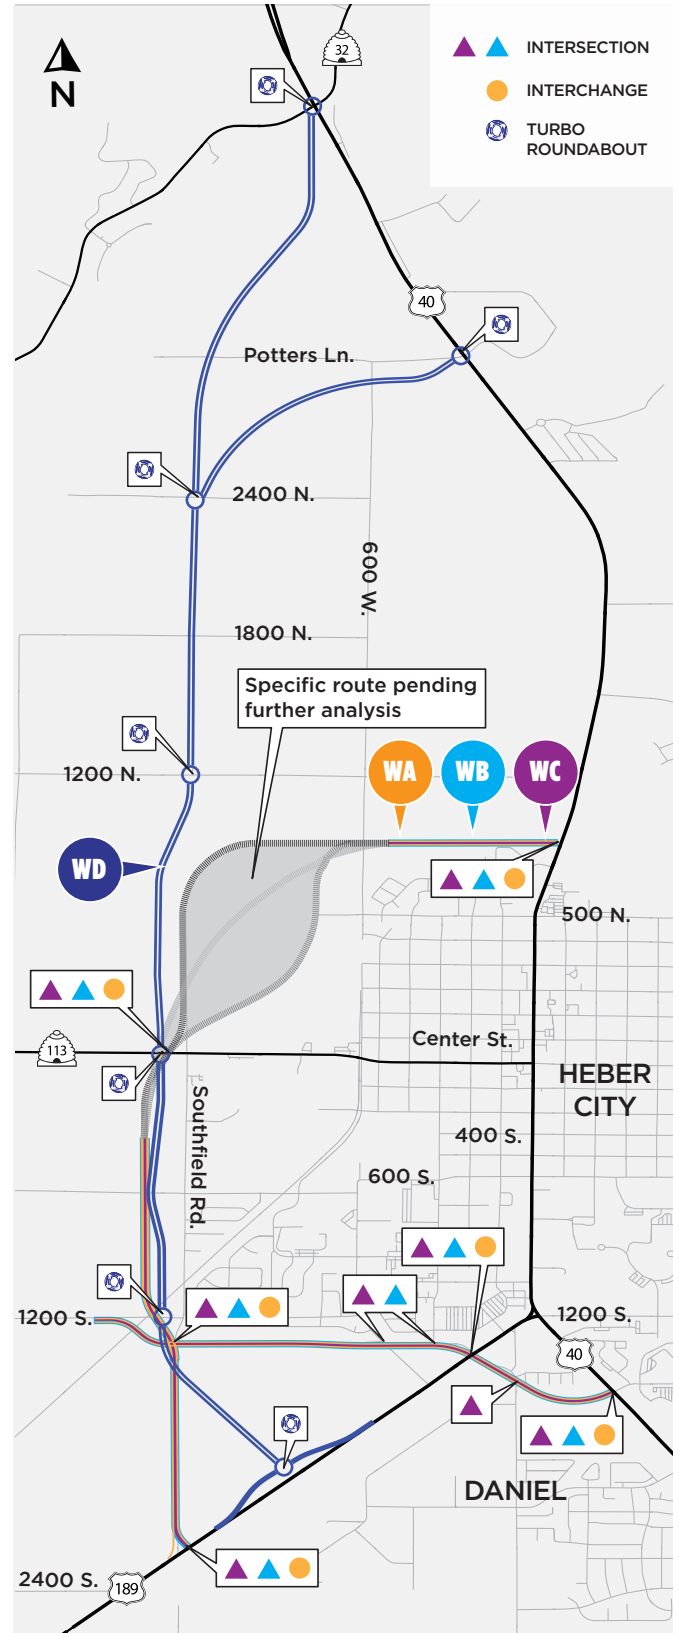 32
INTERSECTION
INTERCHANGE
TURBO
ROUNDABOUT
N
40
Potters Ln.
2400 N.
600 W.
1800 N.
Specific route pending
further analysis
1200 N.
WA
WB
WC
WD
500 N.
113
Center St.
HEBER
CITY
Southfield Rd.
400 S.
600 S.
1200 S.
1200 S.
40
DANIEL
2400 S.
189